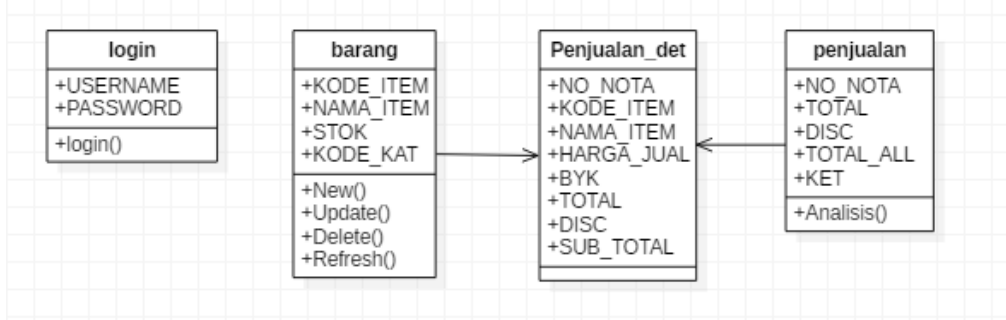 login
+USERNAME
+PASSWORD
+login()
barang
+KODE_ITEM
+NAMA_ITEM
+STOK
+KODE_KAT
+New()
+Update()
+Delete()
+Refresh()
Penjualan_det
+NO_NOTA
+KODE_ITEM
+NAMA_ITEM
+HARGA_JUAL
+BYK
+TOTAL
+DISC
+SUB_TOTAL
penjualan
+NO_NOTA
+TOTAL
+DISC
+TOTAL_ALL
+KET
+Analisis()